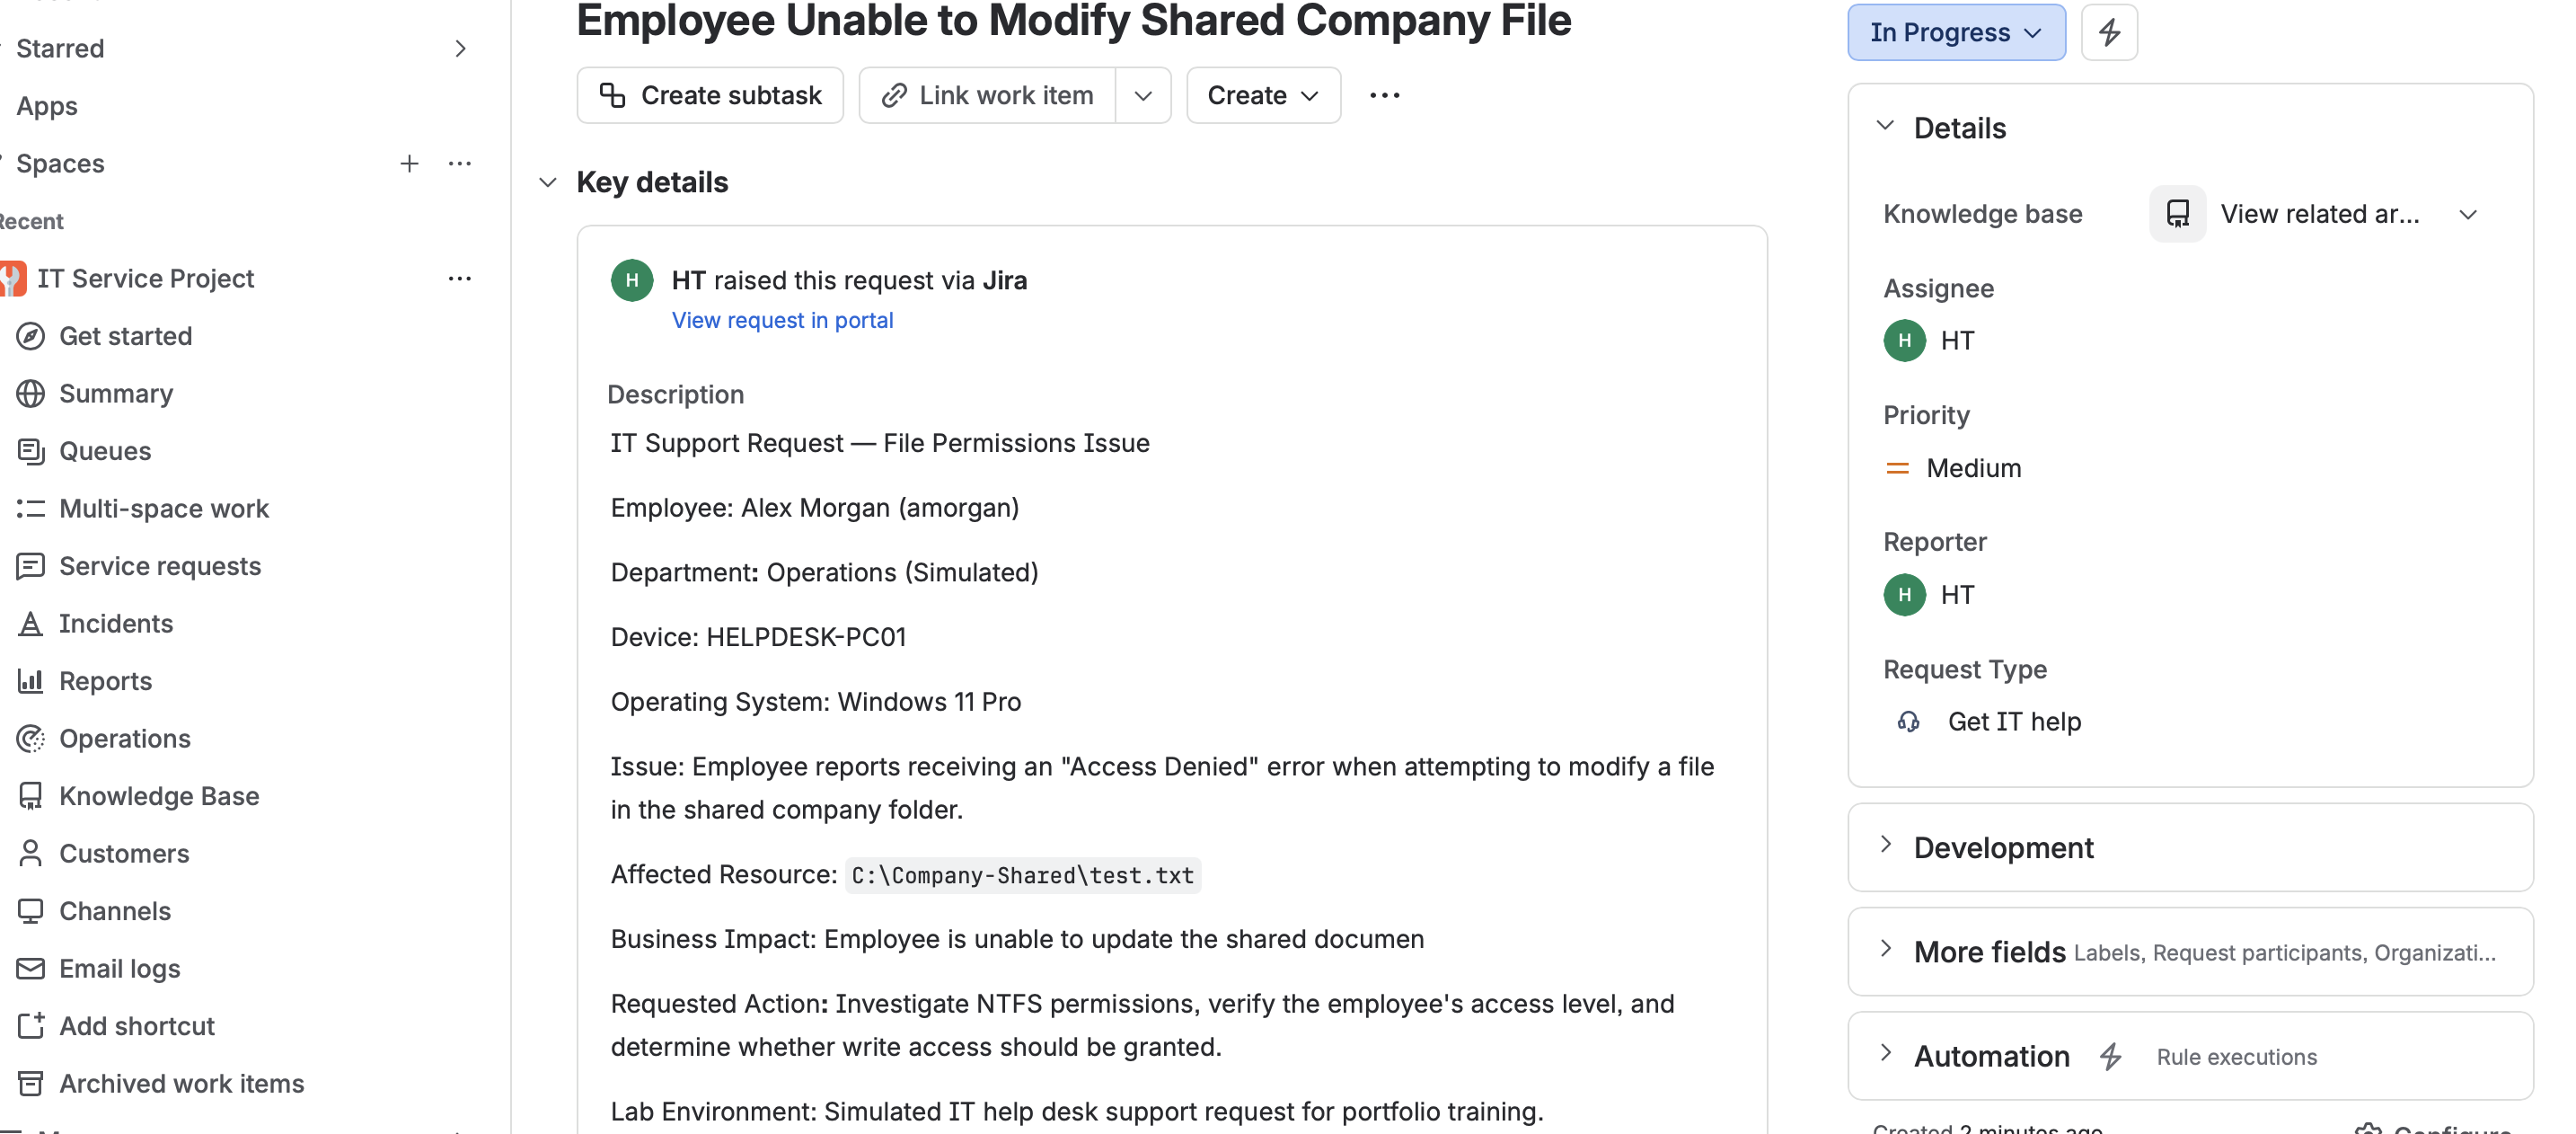 Starred
Apps
Spaces
Recent
IT Service Project
Get started
Summary
Queues
Multi-space work
Service requests
Incidents
Reports
Operations
Knowledge Base
Customers
Channels
Email logs
Add shortcut
Archived work items
Employee Unable to Modify Shared Company File
Create subtask
Link work item
Create
Key details
H
HT raised this request via Jira
View request in portal
Description
IT Support Request — File Permissions Issue
Employee: Alex Morgan (amorgan)
Department: Operations (Simulated)
Device: HELPDESK-PC01
Operating System: Windows 11 Pro
Issue: Employee reports receiving an "Access Denied" error when attempting to modify a file
in the shared company folder.
Affected Resource: C:\Company-Shared\test.txt
Business Impact: Employee is unable to update the shared documen
Requested Action: Investigate NTFS permissions, verify the employee's access level, and
determine whether write access should be granted.
Lab Environment: Simulated IT help desk support request for portfolio training.
In Progress
Details
Knowledge base
View related ar...
Assignee
H HT
Priority
Medium
Reporter
H HT
Request Type
Get IT help
Development
More fields Labels, Request participants, Organizati...
Automation Rule executions
Created 2 minutes ago
Configure